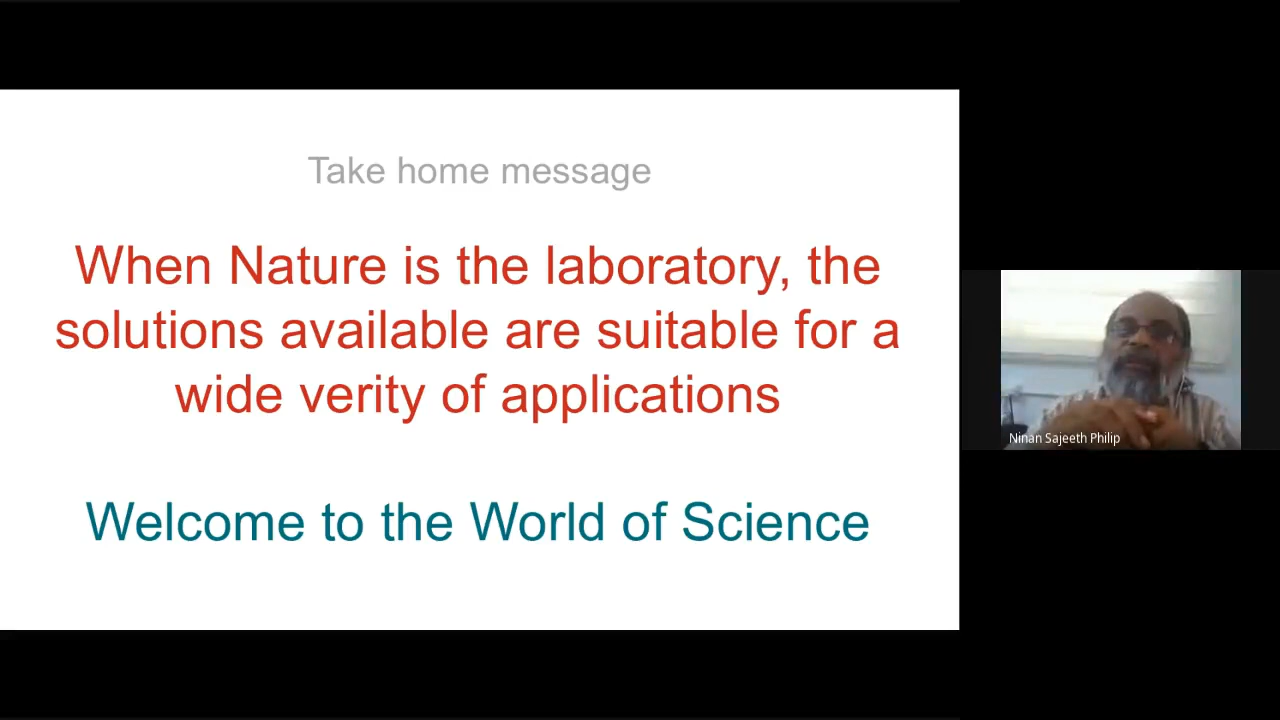 Take home message
When Nature is the laboratory, the
solutions available are suitable for a
wide verity of applications
Welcome to the World of Science
Ninan Sajeeth Philip